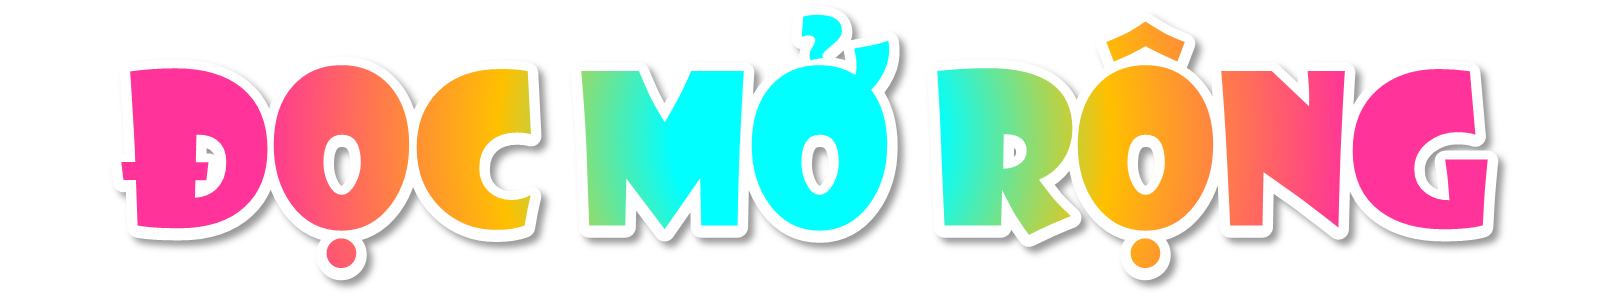 ĐỌC MỞ RỘNG